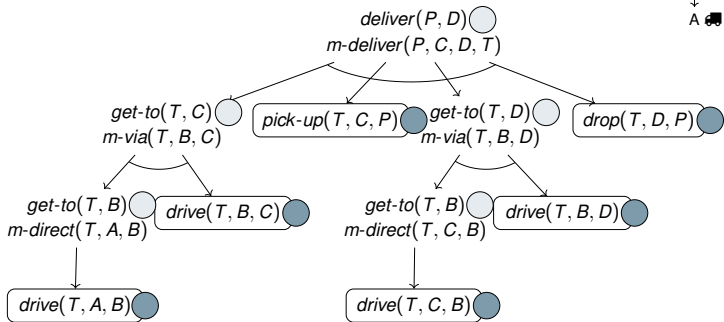 deliver(P, D)
m-deliver(P, C, D, T)
A
get-to(T, C)
m-via(T, B, C)
pick-up(T, C, P)
get-to(T, D)
m-via(T, B, D)
drop(T, D, P)
get-to(T, B)
m-direct(T, A, B)
drive(T, B, C)
get-to(T, B)
m-direct(T, C, B)
drive(T, B, D)
drive(T, A, B)
drive(T, C, B)